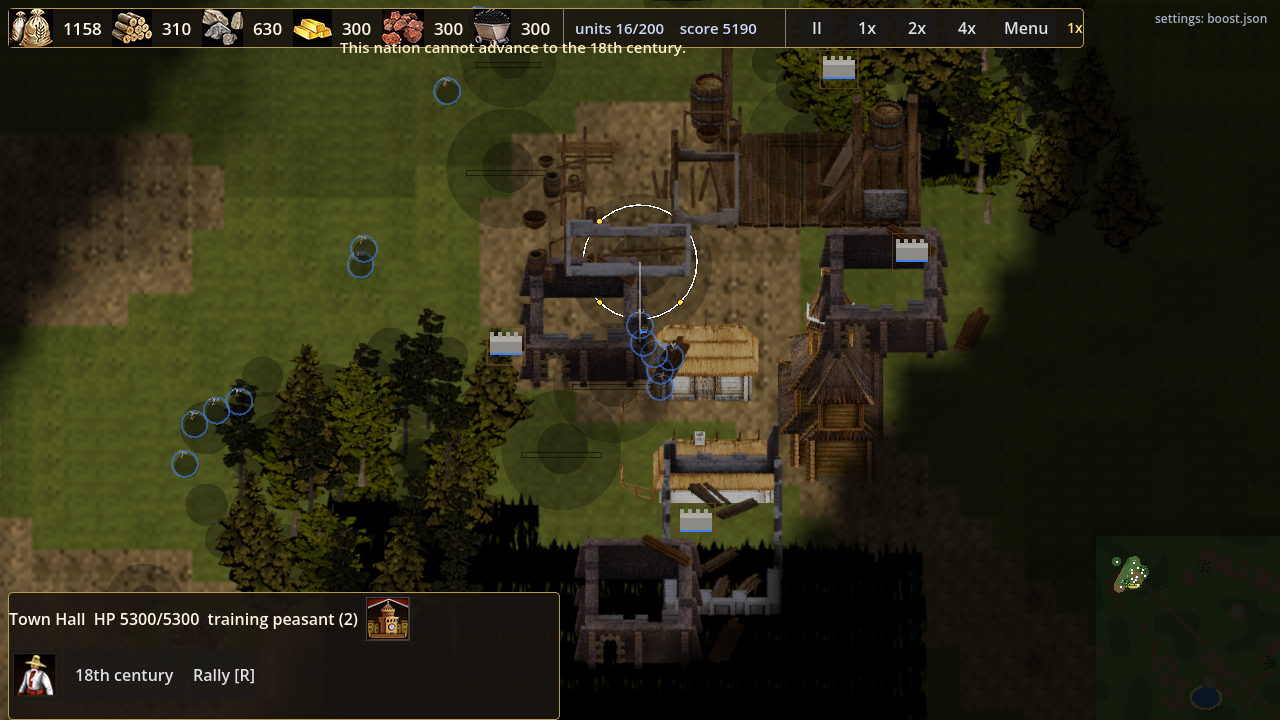 settings: boost.json
1158 310 630 300 300 300 units 16/200 score 5190 II 1x 2x 4x Menu 1x
This nation cannot advance to the 18th century.
Town Hall HP 5300/5300 training peasant (2)
18th century Rally [R]